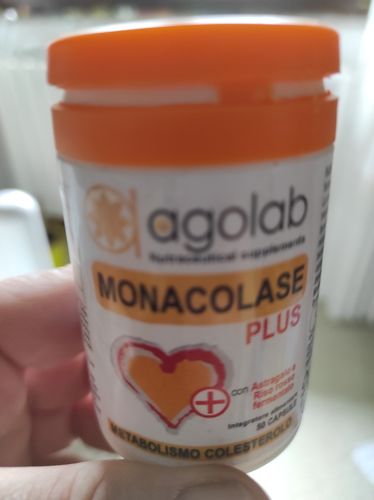 agolab
nutraceutical supplements
MONACOLASE
PLUS
con Astragalo e
Riso rosso
fermentato
Integratore alimentare
50 CAPSULE
METABOLISMO COLESTEROLO